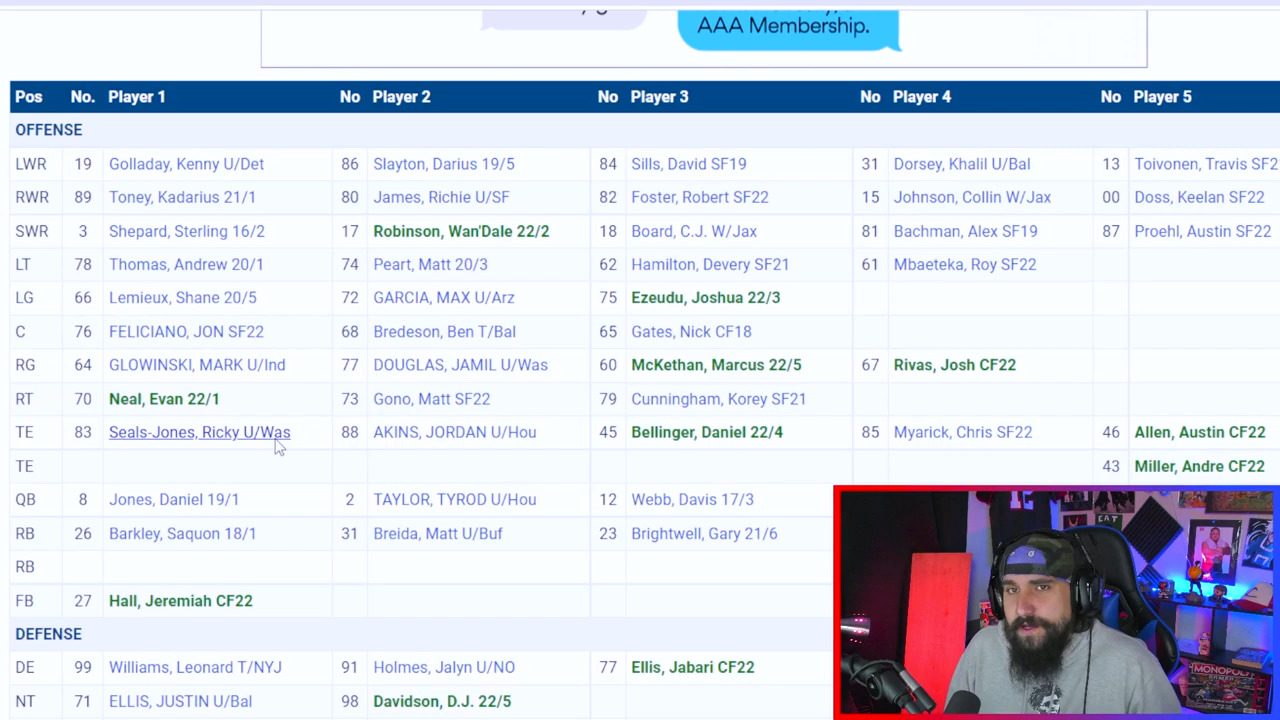 AAA Membership.
Pos No. Player 1 No Player 2 No Player 3 No Player 4 No Player 5
OFFENSE
LWR 19 Golladay, Kenny U/Det 86 Slayton, Darius 19/5 84 Sills, David SF19 31 Dorsey, Khalil U/Bal 13 Toivonen, Travis SF2
RWR 89 Toney, Kadarius 21/1 80 James, Richie U/SF 82 Foster, Robert SF22 15 Johnson, Collin W/Jax 00 Doss, Keelan SF22
SWR 3 Shepard, Sterling 16/2 17 Robinson, Wan'Dale 22/2 18 Board, C.J. W/Jax 81 Bachman, Alex SF19 87 Proehl, Austin SF22
LT 78 Thomas, Andrew 20/1 74 Peart, Matt 20/3 62 Hamilton, Devery SF21 61 Mbaeteka, Roy SF22
LG 66 Lemieux, Shane 20/5 72 GARCIA, MAX U/Arz 75 Ezeudu, Joshua 22/3
C 76 FELICIANO, JON SF22 68 Bredeson, Ben T/Bal 65 Gates, Nick CF18
RG 64 GLOWINSKI, MARK U/Ind 77 DOUGLAS, JAMIL U/Was 60 McKethan, Marcus 22/5 67 Rivas, Josh CF22
RT 70 Neal, Evan 22/1 73 Gono, Matt SF22 79 Cunningham, Korey SF21
TE 83 Seals-Jones, Ricky U/Was 88 AKINS, JORDAN U/Hou 45 Bellinger, Daniel 22/4 85 Myarick, Chris SF22 46 Allen, Austin CF22
TE 43 Miller, Andre CF22
QB 8 Jones, Daniel 19/1 2 TAYLOR, TYROD U/Hou 12 Webb, Davis 17/3
RB 26 Barkley, Saquon 18/1 31 Breida, Matt U/Buf 23 Brightwell, Gary 21/6
RB
FB 27 Hall, Jeremiah CF22
DEFENSE
DE 99 Williams, Leonard T/NYJ 91 Holmes, Jalyn U/NO 77 Ellis, Jabari CF22
NT 71 ELLIS, JUSTIN U/Bal 98 Davidson, D.J. 22/5
MONOPOLY